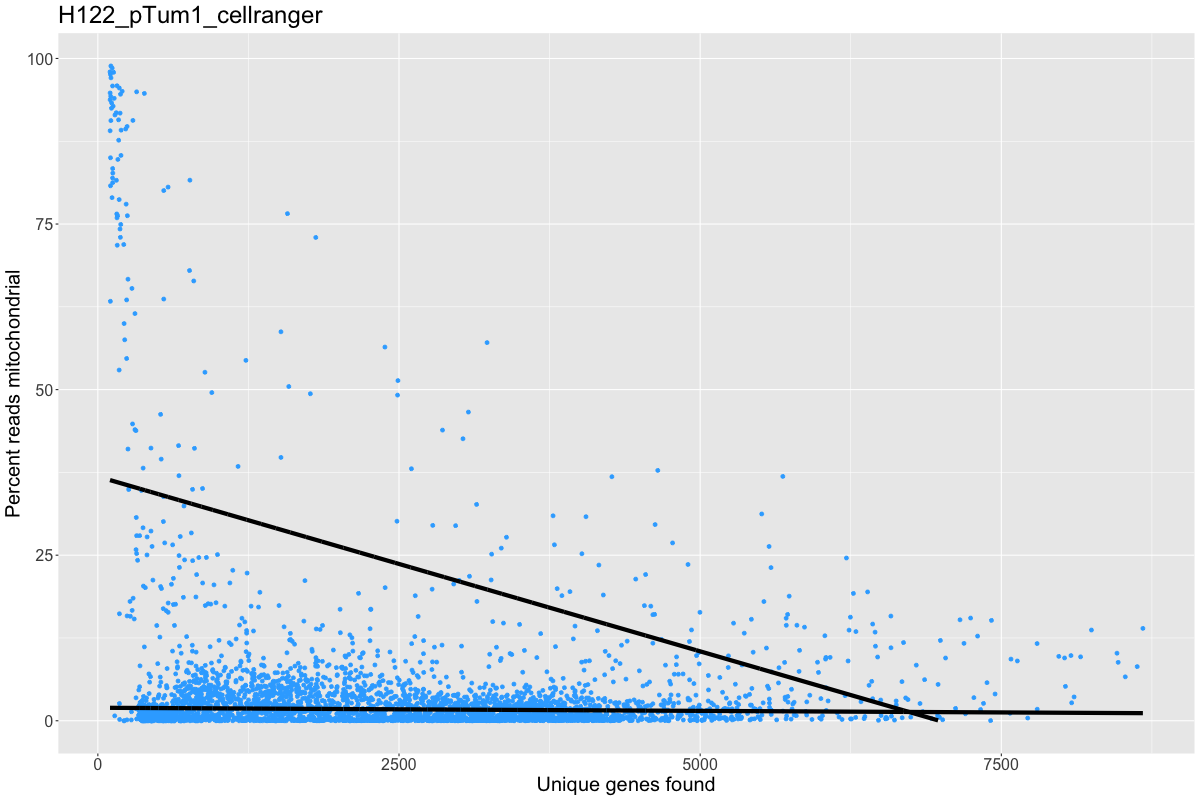 H122_pTum1_cellranger
Percent reads mitochondrial
100
75
50
25
0
0 2500 5000 7500
Unique genes found